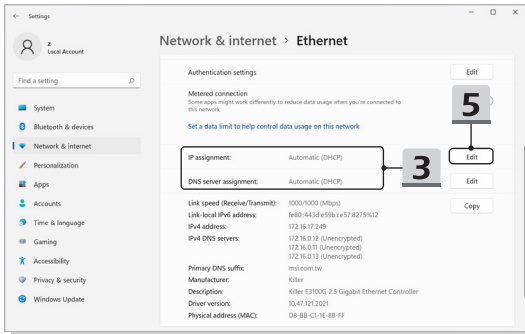 Settings
z
Local Account
Find a setting
System
Bluetooth & devices
Network & internet
Personalization
Apps
Accounts
Time & language
Gaming
Accessibility
Privacy & security
Windows Update
Network & internet > Ethernet
Authentication settings Edit
Metered connection
Some apps might work differently to reduce data usage when you're connected to
this network
5
Set a data limit to help control data usage on this network
IP assignment: Automatic (DHCP) Edit
3
DNS server assignment: Automatic (DHCP) Edit
Link speed (Receive/Transmit): 1000/1000 (Mbps) Copy
Link-local IPv6 address: fe80::443d:e59b:ce57:8275%12
IPv4 address: 172.16.17.249
IPv4 DNS servers: 172.16.0.12 (Unencrypted)
172.16.0.11 (Unencrypted)
172.16.0.13 (Unencrypted)
Primary DNS suffix: msi.com.tw
Manufacturer: Killer
Description: Killer E3100G 2.5 Gigabit Ethernet Controller
Driver version: 10.47.121.2021
Physical address (MAC): D8-BB-C1-1E-8B-FF